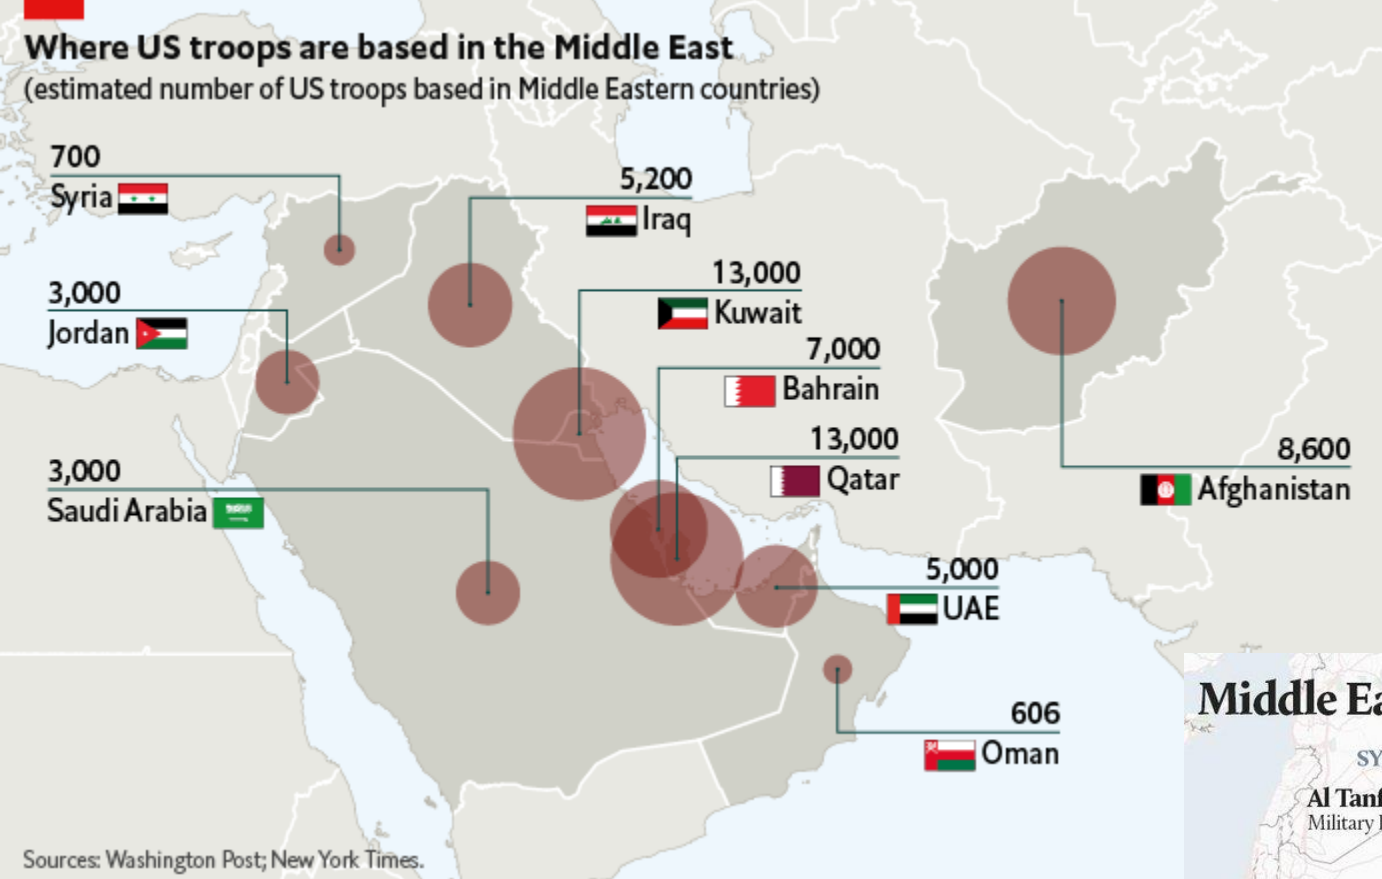 Where US troops are based in the Middle East
(estimated number of US troops based in Middle Eastern countries)
700
Syria
5,200
Iraq
3,000
Jordan
13,000
Kuwait
7,000
Bahrain
13,000
Qatar
3,000
Saudi Arabia
8,600
Afghanistan
5,000
UAE
606
Oman
Middle Ea
SY
Al Tanf
Military
Sources: Washington Post; New York Times.